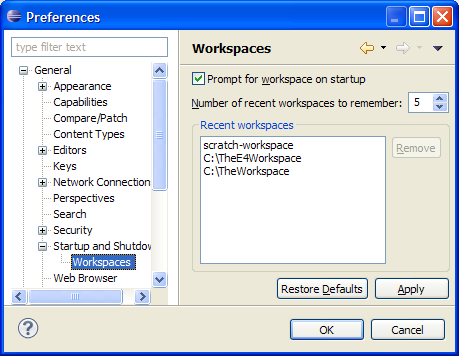 Preferences
type filter text
General
Appearance
Capabilities
Compare/Patch
Content Types
Editors
Keys
Network Connection
Perspectives
Search
Security
Startup and Shutdow
Workspaces
Web Browser
Workspaces
Prompt for workspace on startup
Number of recent workspaces to remember: 5
Recent workspaces
scratch-workspace
C:\TheE4Workspace
C:\TheWorkspace
Remove
Restore Defaults
Apply
?
OK
Cancel